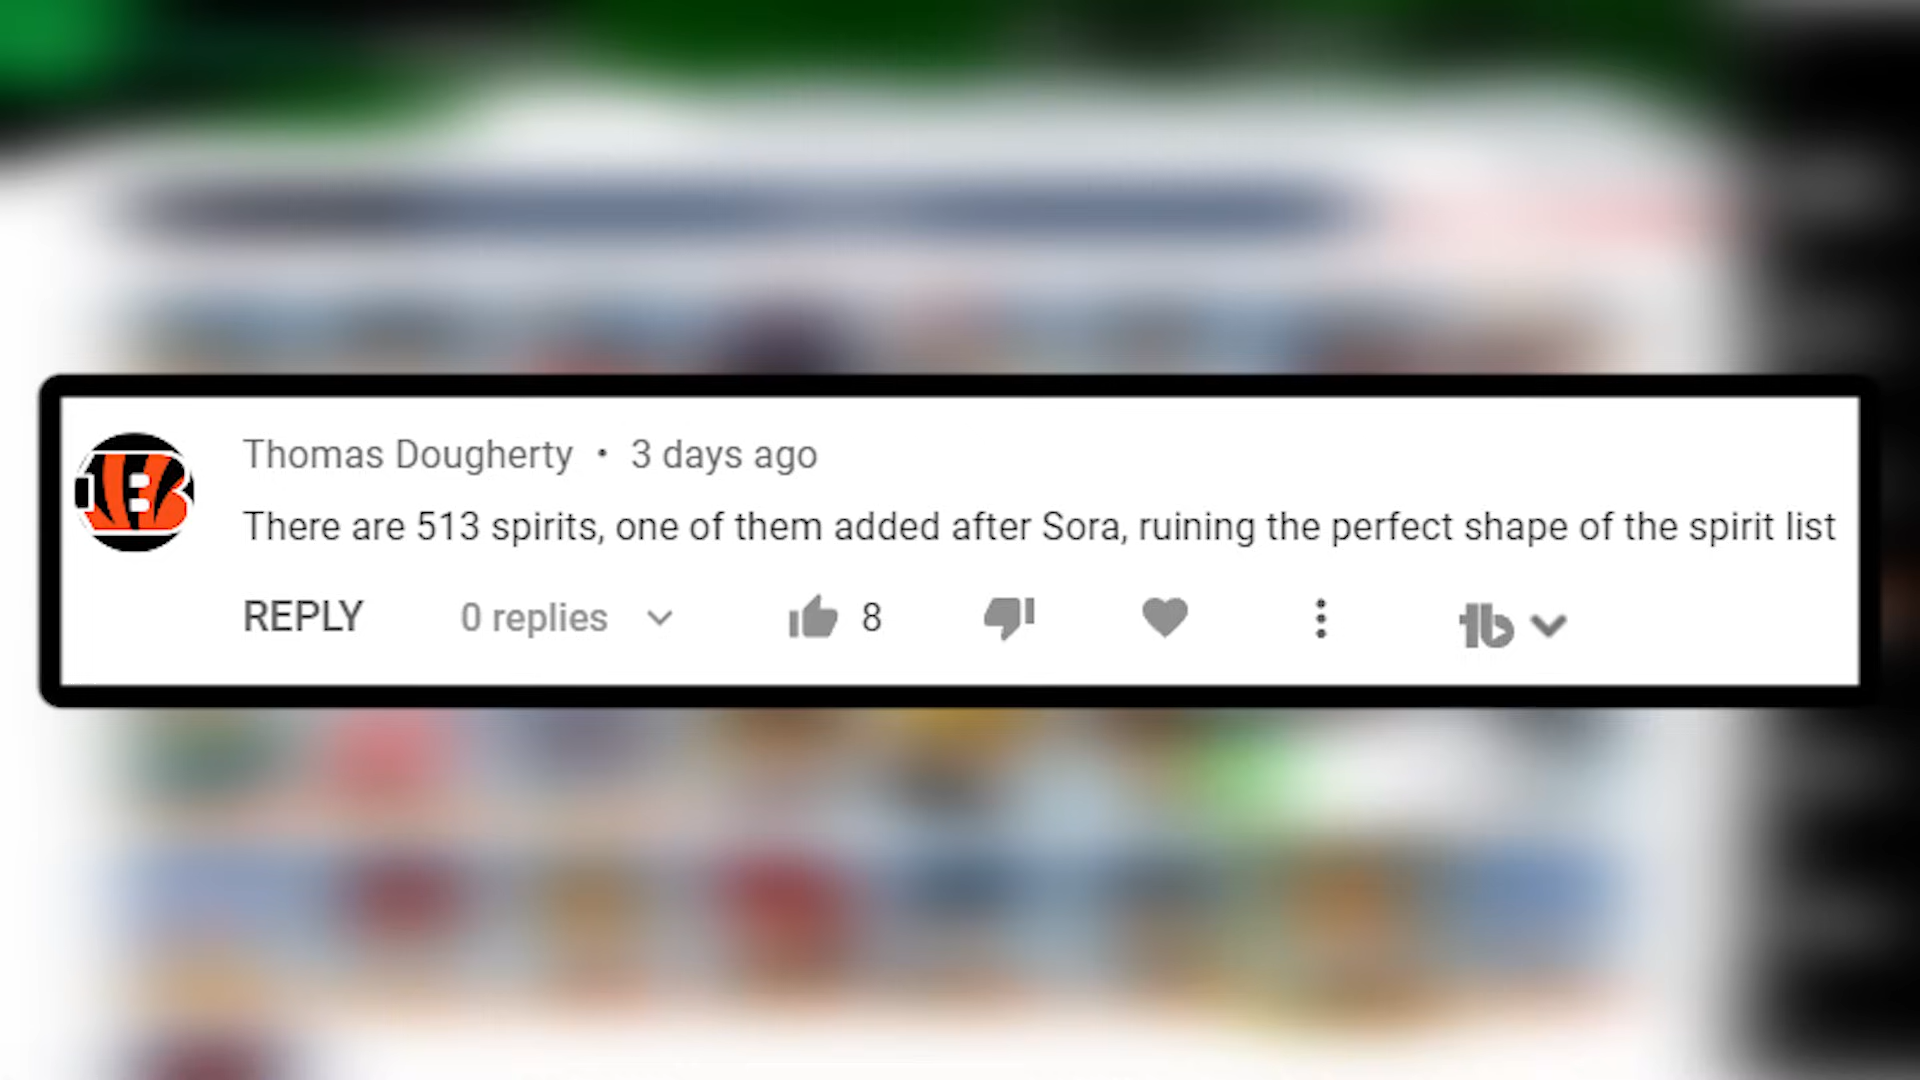 Thomas Dougherty • 3 days ago
There are 513 spirits, one of them added after Sora, ruining the perfect shape of the spirit list
REPLY 0 replies 8